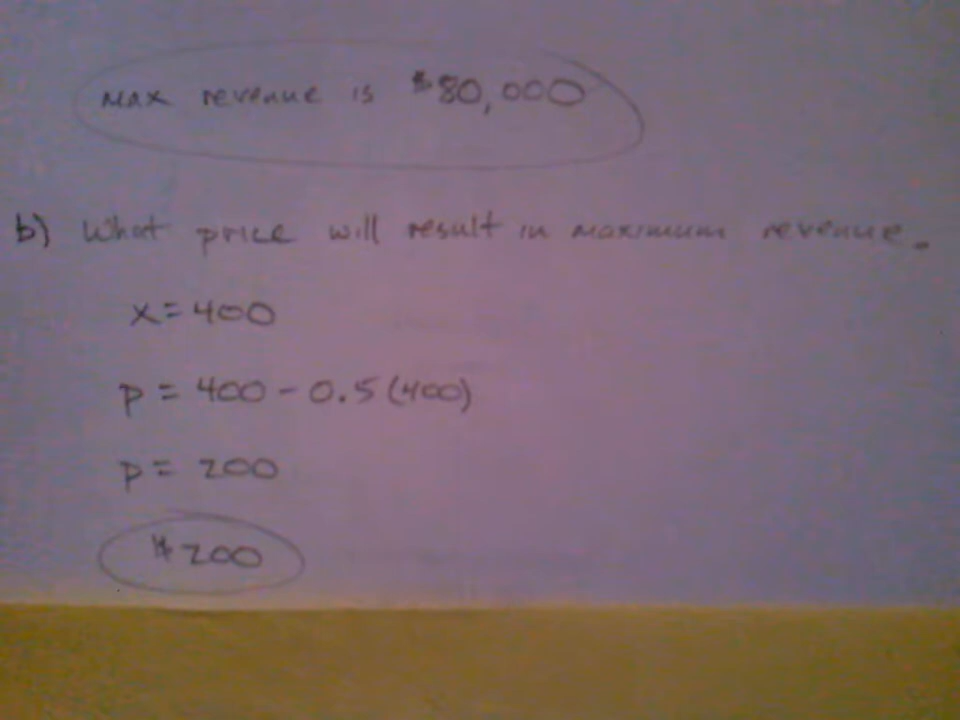 Max revenue is $80,000
b) What price will result in maximum revenue.
x = 400
p = 400 - 0.5 (400)
p = 200
$200